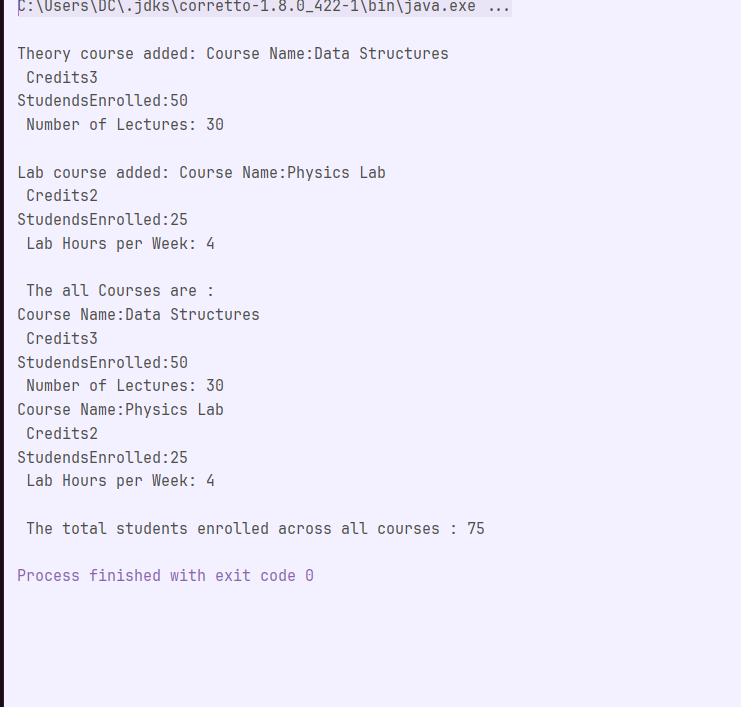 C:\Users\DC\.jdks\corretto-1.8.0_422-1\bin\java.exe ...
Theory course added: Course Name:Data Structures
Credits3
StudendsEnrolled:50
Number of Lectures: 30
Lab course added: Course Name:Physics Lab
Credits2
StudendsEnrolled:25
Lab Hours per Week: 4
The all Courses are :
Course Name:Data Structures
Credits3
StudendsEnrolled:50
Number of Lectures: 30
Course Name:Physics Lab
Credits2
StudendsEnrolled:25
Lab Hours per Week: 4
The total students enrolled across all courses : 75
Process finished with exit code 0